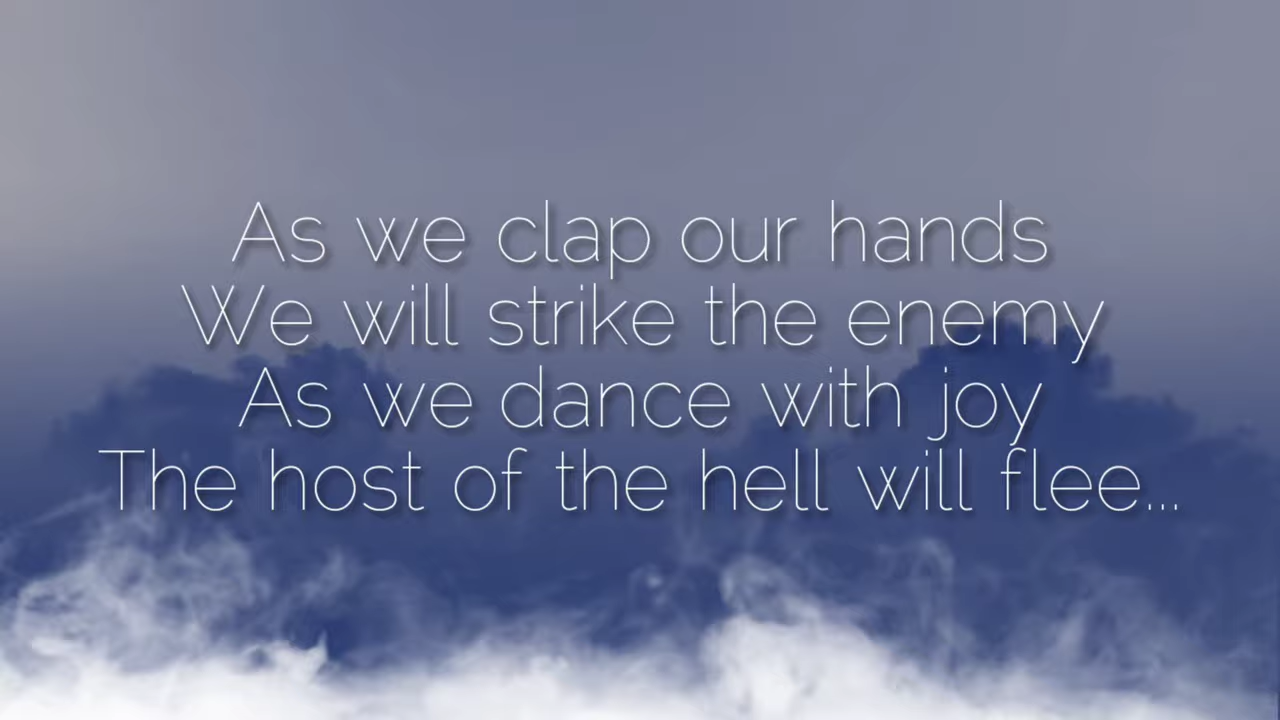 As we clap our hands
We will strike the enemy
As we dance with joy
The host of the hell will flee...